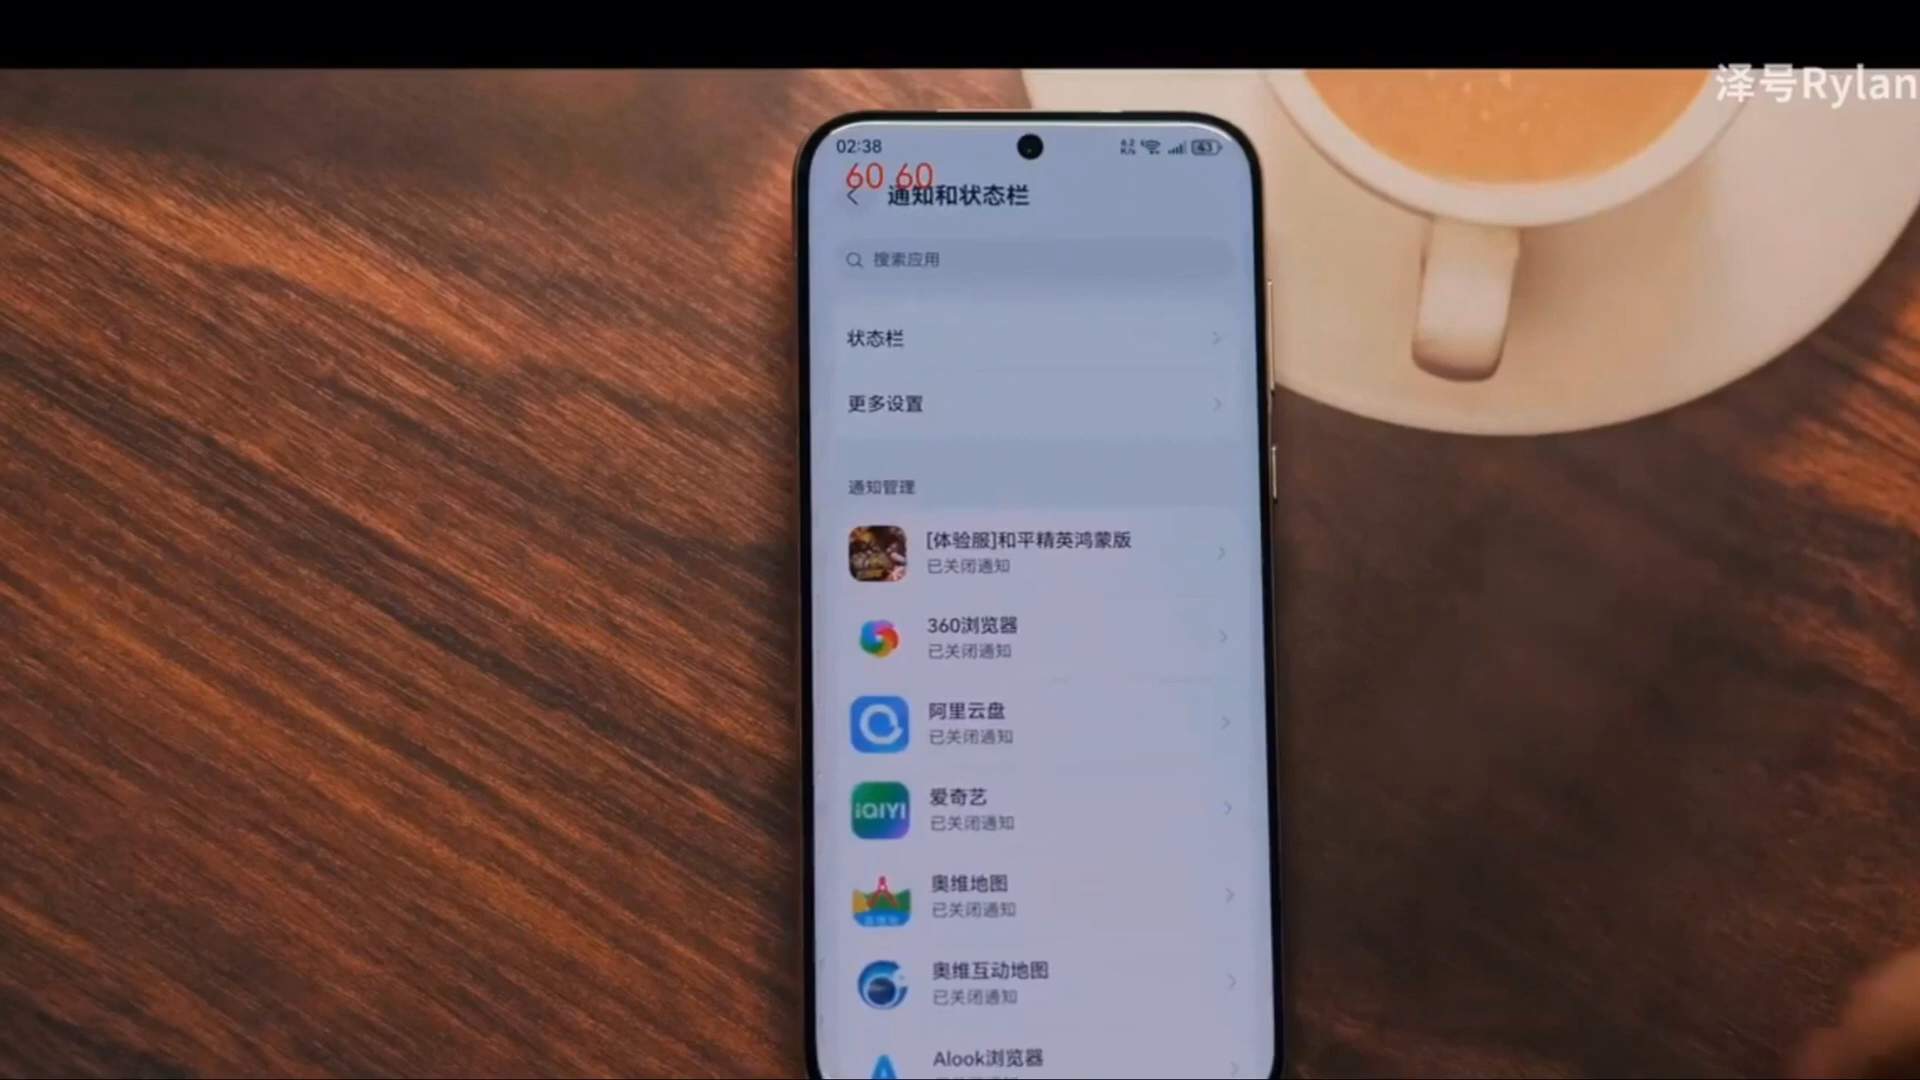 泽号Rylan
02:38
43
60 60
通知和状态栏
搜索应用
状态栏
更多设置
通知管理
[体验服]和平精英鸿蒙版
已关闭通知
360浏览器
已关闭通知
阿里云盘
已关闭通知
iQIYI
爱奇艺
已关闭通知
奥维地图
已关闭通知
奥维互动地图
已关闭通知
Alook浏览器